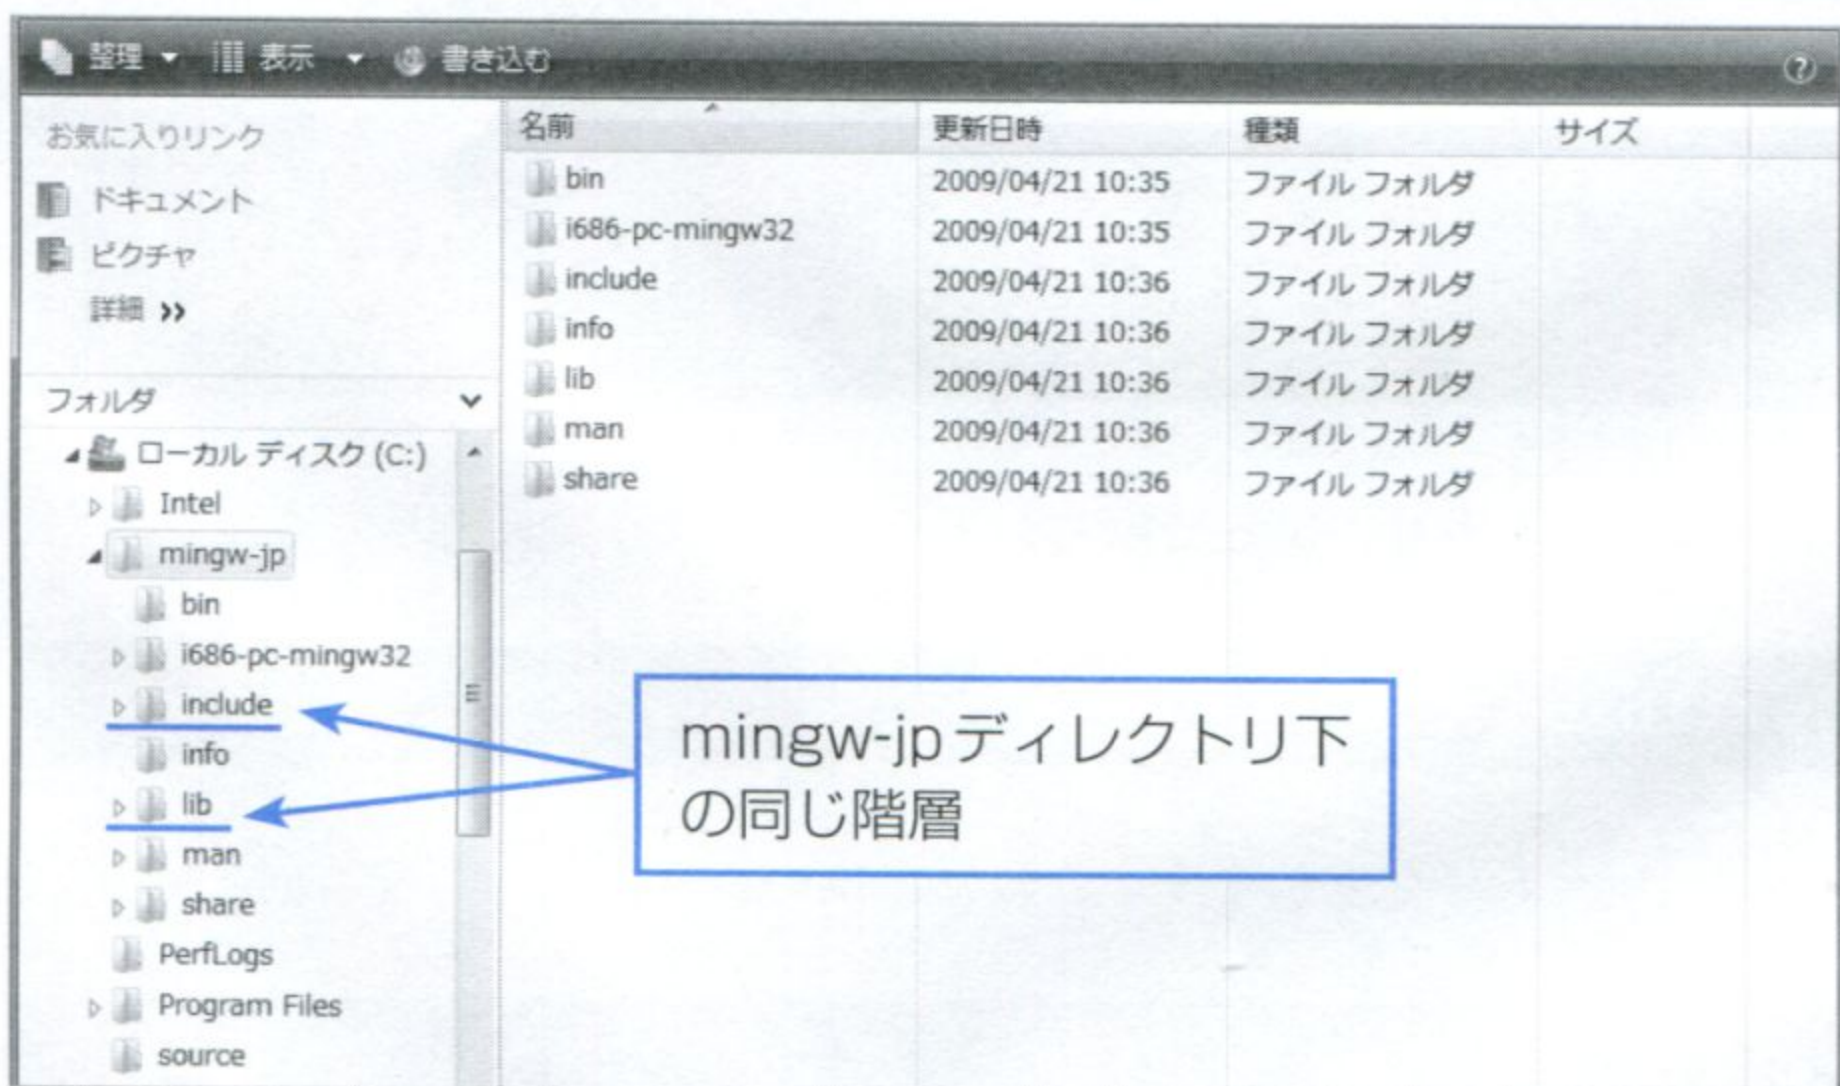 整理 表示 書き込む
お気に入りリンク
ドキュメント
ピクチャ
詳細 »
フォルダ
ローカル ディスク (C:)
Intel
mingw-jp
bin
i686-pc-mingw32
include
info
lib
man
share
PerfLogs
Program Files
source
名前 更新日時 種類 サイズ
bin 2009/04/21 10:35 ファイル フォルダ
i686-pc-mingw32 2009/04/21 10:35 ファイル フォルダ
include 2009/04/21 10:36 ファイル フォルダ
info 2009/04/21 10:36 ファイル フォルダ
lib 2009/04/21 10:36 ファイル フォルダ
man 2009/04/21 10:36 ファイル フォルダ
share 2009/04/21 10:36 ファイル フォルダ
mingw-jpディレクトリ下
の同じ階層